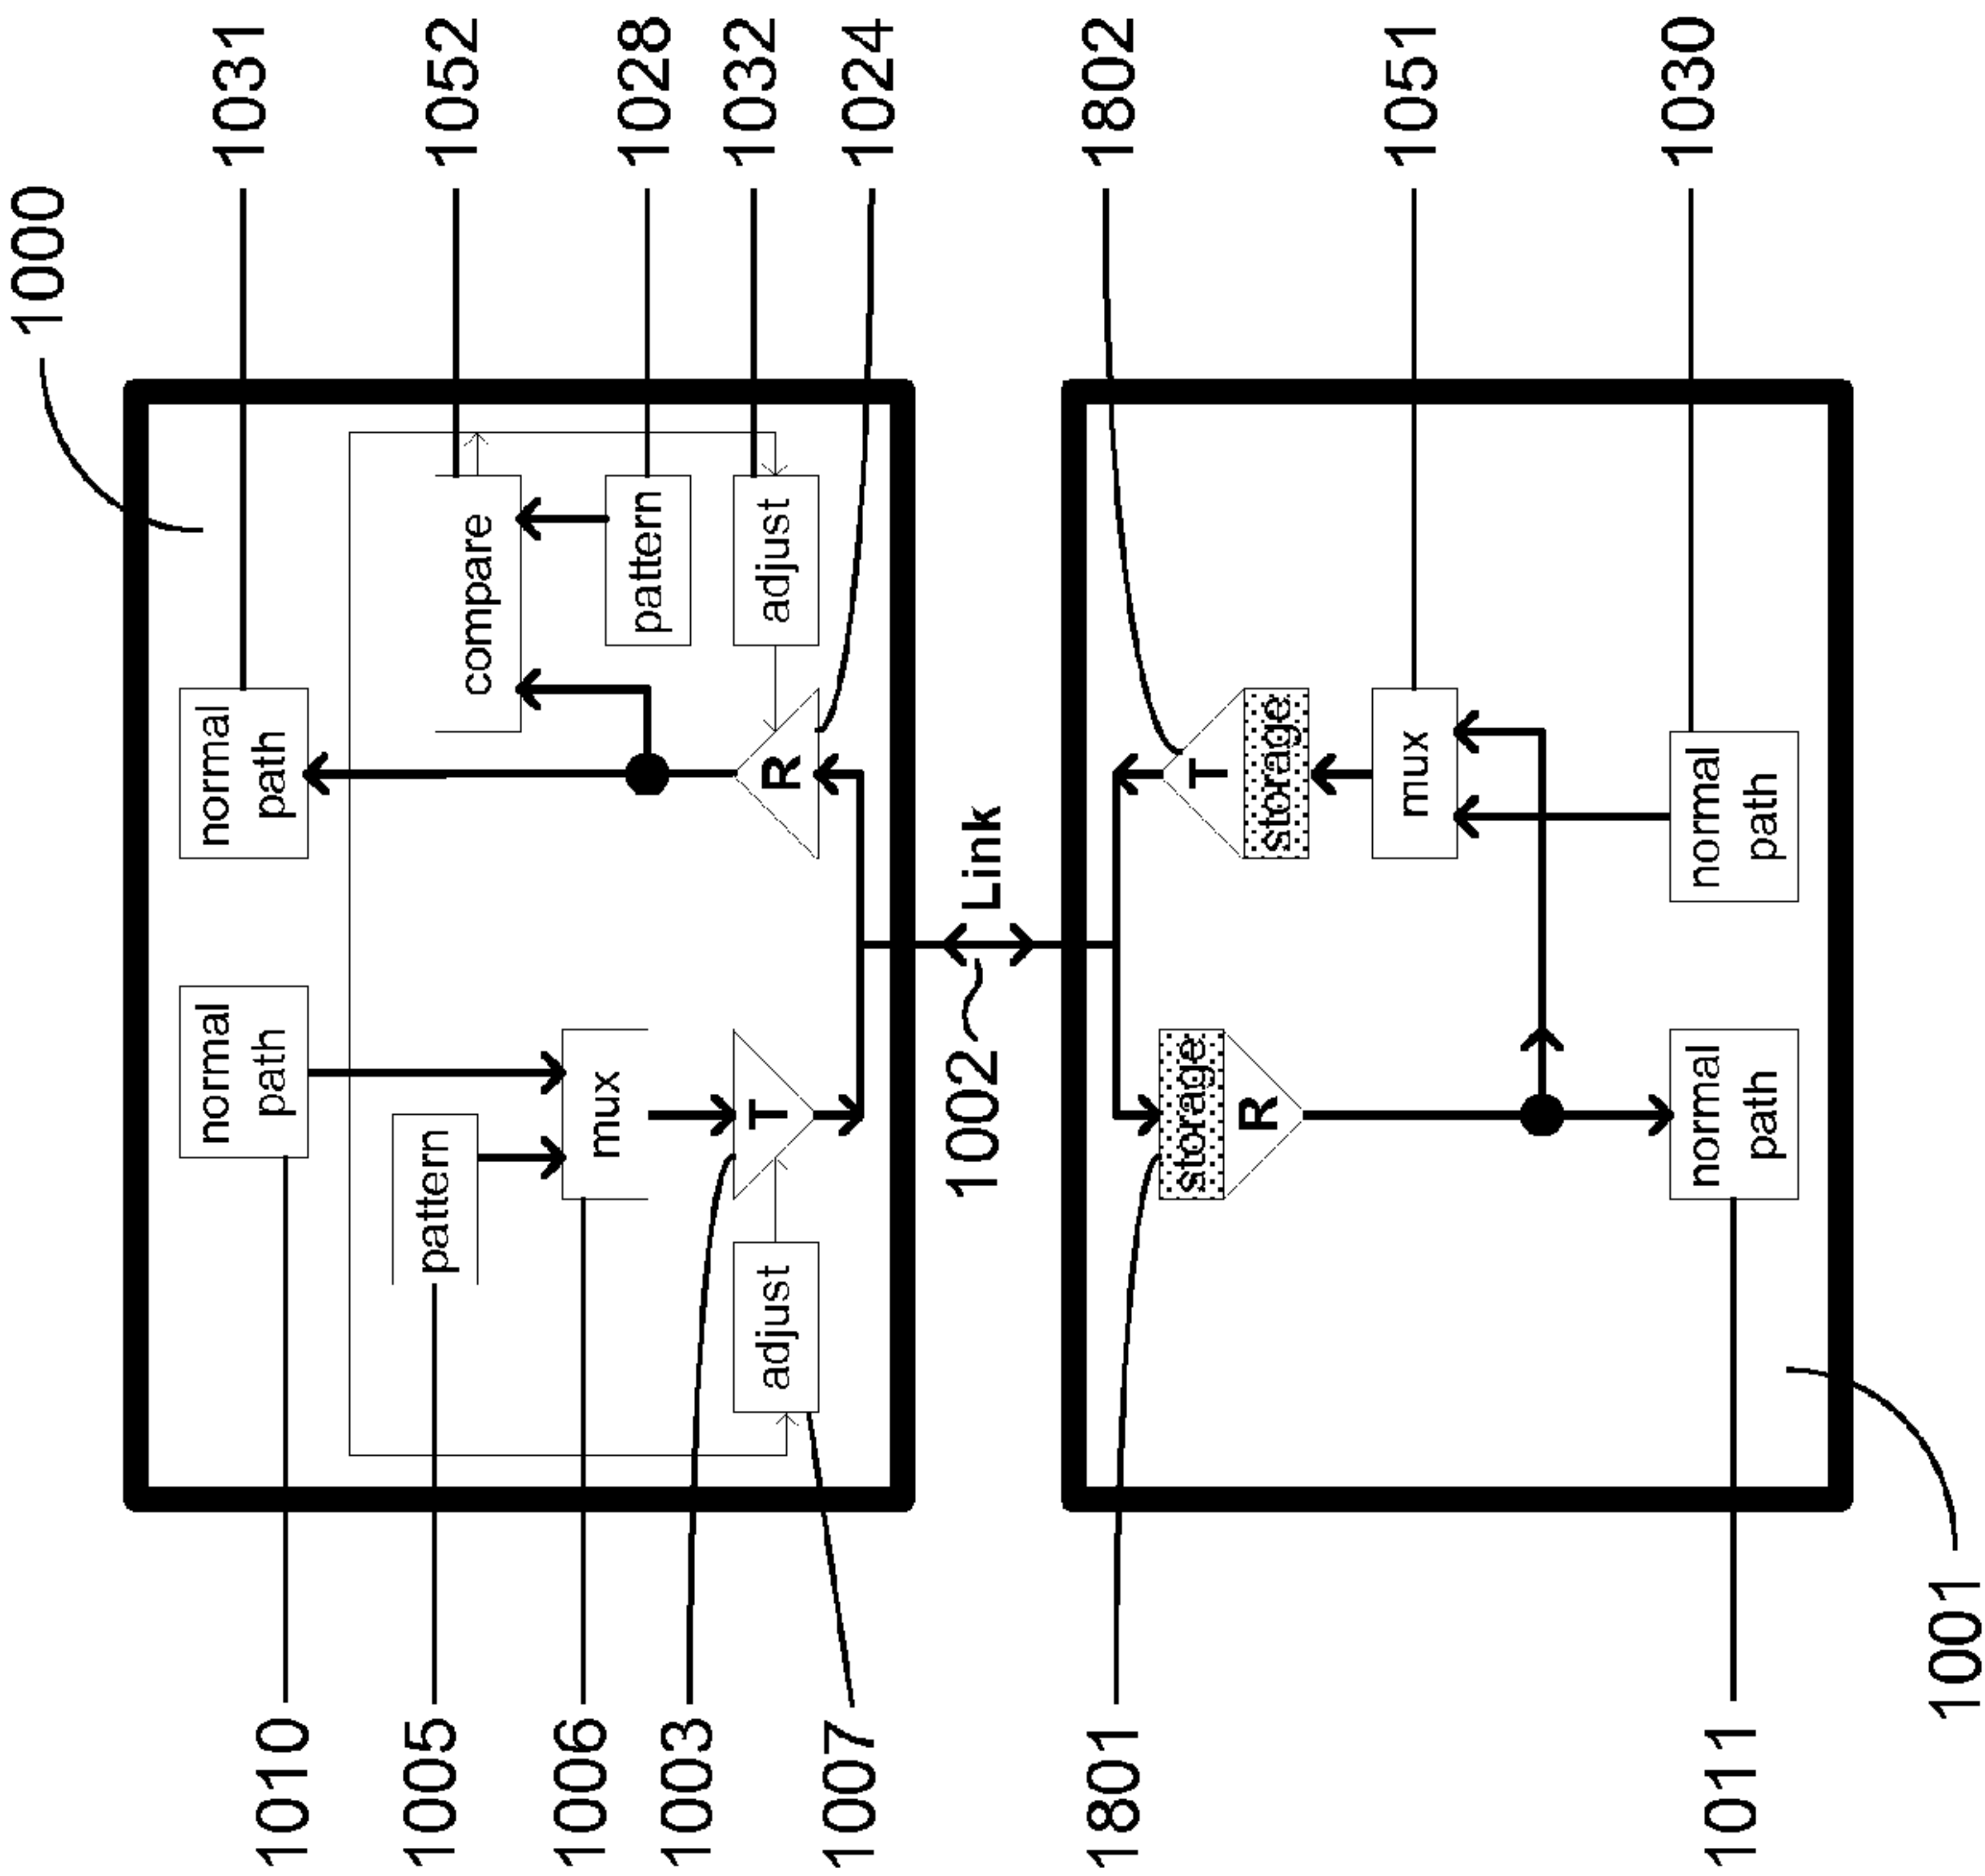 1000
normal
path
normal
path
1031
1010
1005
pattern
compare
1052
1006
mux
pattern
1028
1003
T
R
adjust
1032
adjust
1007
1024
1002
Link
1801
storage
R
T
storage
1802
mux
1051
1011
normal
path
normal
path
1030
1001